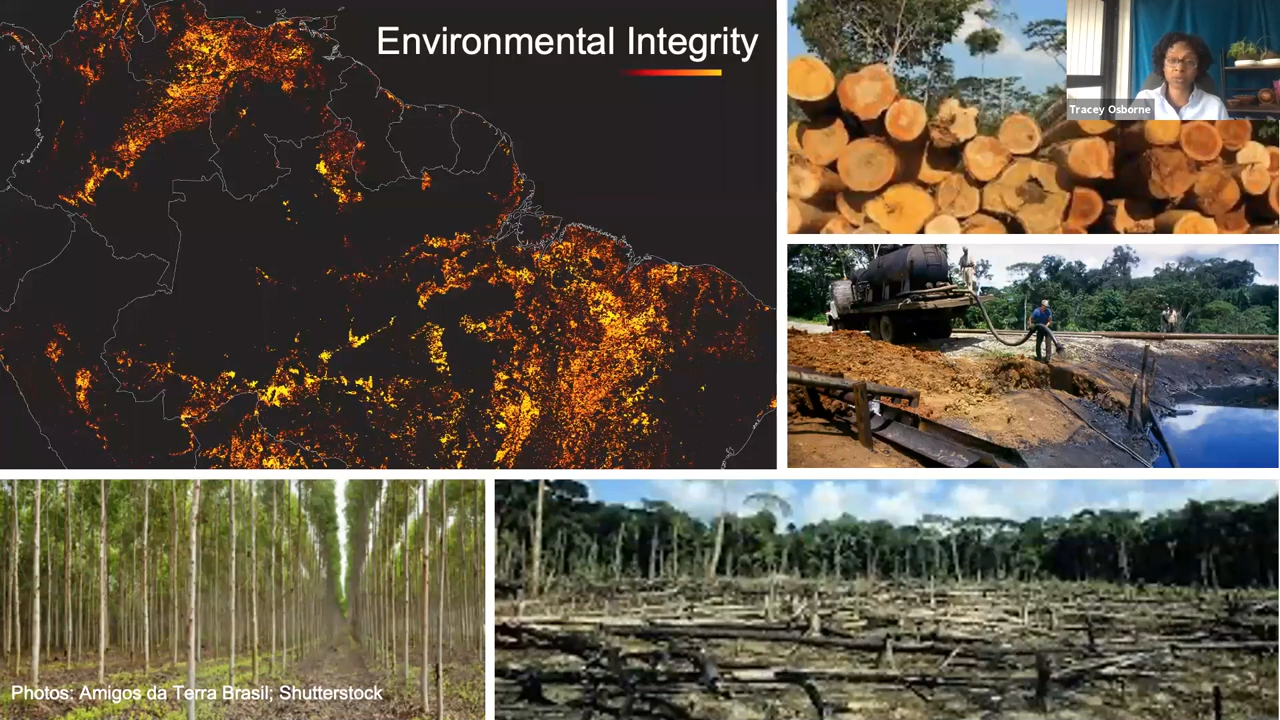 Environmental Integrity
Tracey Osborne
Photos: Amigos da Terra Brasil; Shutterstock